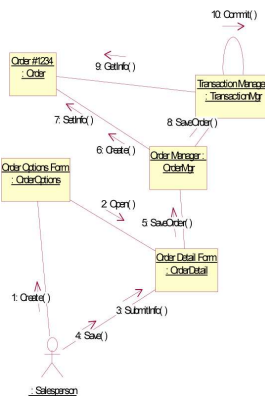 10: Commit( )
Order #1234
: Order
9: GetInfo( )
Transaction Manage
: TransactionMgr
8: SaveOrder( )
7: SetInfo( )
6: Create( )
Order Manager :
OrderMgr
Order Options Form
: OrderOptions
2: Open( )
5: SaveOrder( )
Order Detail Form
: OrderDetail
1: Create( )
3: SubmitInfo( )
4: Save( )
: Salesperson